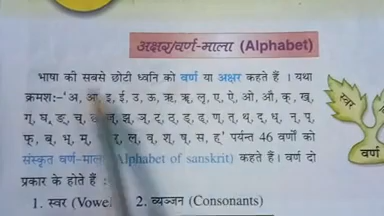 अक्षर/वर्ण-माला (Alphabet)
भाषा की सबसे छोटी ध्वनि को वर्ण या अक्षर कहते हैं । यथा
क्रमशः-'अ, आ, इ, ई, उ, ऊ, ऋ, ॠ, लृ, ए, ऐ, ओ, औ, क्, ख्,
ग्, घ्, ङ्, च्, छ्, ञ्, ट्, ठ्, ड्, ढ्, ण्, त्, थ्, द्, ध्, न्, प्,
फ्, ब्, भ्, म्, र्, ल्, व्, श्, ष्, स, ह्' पर्यन्त 46 वर्णों को
संस्कृत वर्ण-माला (Alphabet of sanskrit) कहते हैं। वर्ण दो
प्रकार के होते हैं :
1. स्वर (Vowel 2. व्यञ्जन (Consonants)
स्वर
वर्ण